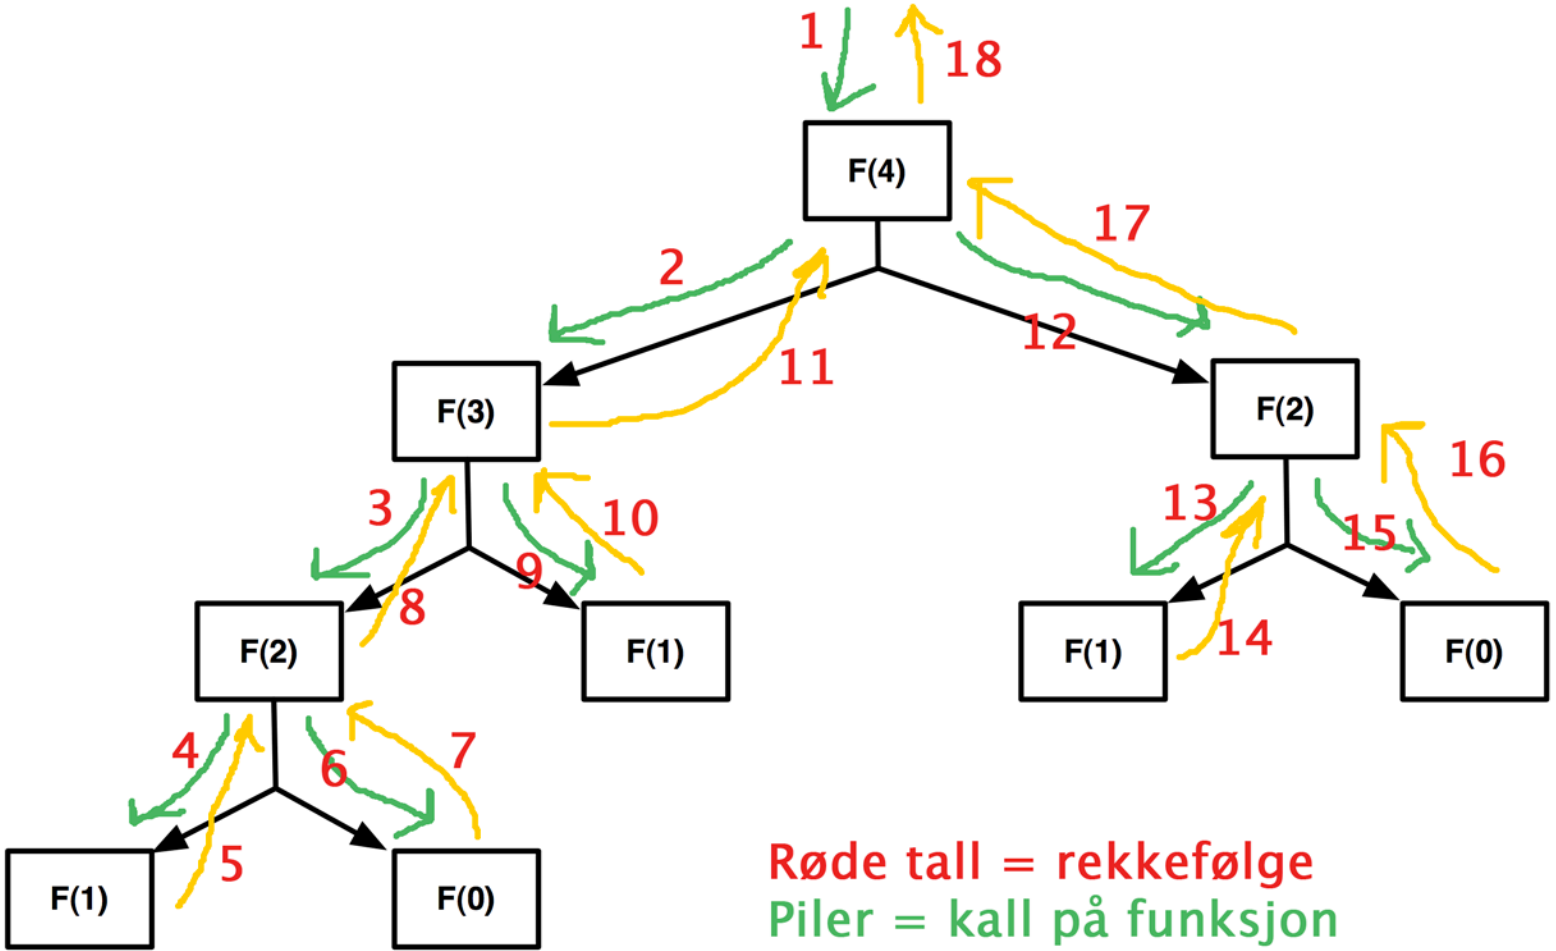 1
18
F(4)
2
17
11
12
F(3)
F(2)
3
10
9
8
13
16
15
14
F(2)
F(1)
F(1)
F(0)
4
6
7
5
F(1)
F(0)
Røde tall = rekkefølge
Piler = kall på funksjon